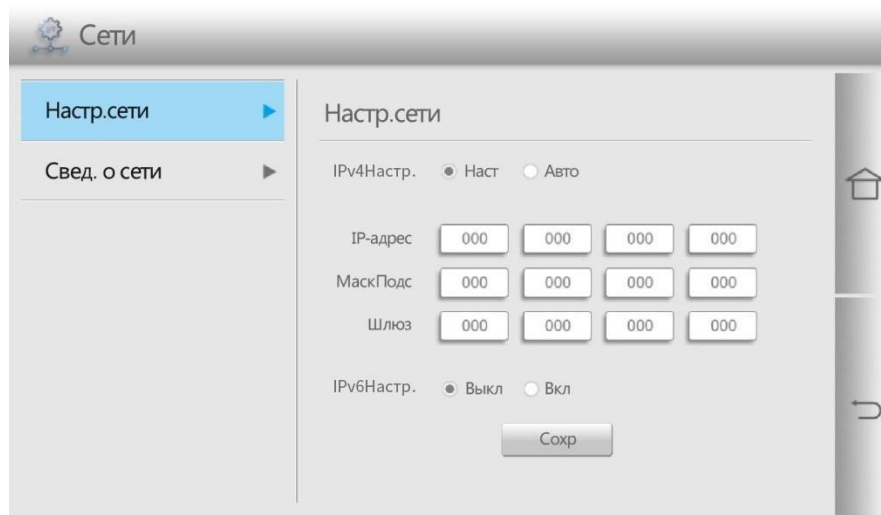 Сети
Настр.сети
Свед. о сети
Настр.сети
IPv4Настр. Наст Авто
IP-адрес 000 000 000 000
МаскПодс 000 000 000 000
Шлюз 000 000 000 000
IPv6Настр. Выкл Вкл
Сохр